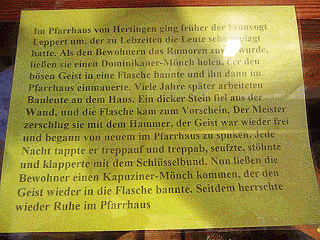 Im Pfarrhaus von Hertingen ging früher der Fronvogt
Leppert um, der zu Lebzeiten die Leute sehr geplagt
hatte. Als den Bewohnern das Rumoren zuviel wurde,
ließen sie einen Dominikaner-Mönch holen, der den
bösen Geist in eine Flasche bannte und ihn dann im
Pfarrhaus einmauerte. Viele Jahre später arbeiteten
Bauleute an dem Haus. Ein dicker Stein fiel aus der
Wand, und die Flasche kam zum Vorschein. Der Meister
zerschlug sie mit dem Hammer, der Geist war wieder frei
und begann von neuem im Pfarrhaus zu spuken. Jede
Nacht tappte er treppauf und treppab, seufzte, stöhnte
und klapperte mit dem Schlüsselbund. Nun ließen die
Bewohner einen Kapuziner-Mönch kommen, der den
Geist wieder in die Flasche bannte. Seitdem herrschte
wieder Ruhe im Pfarrhaus